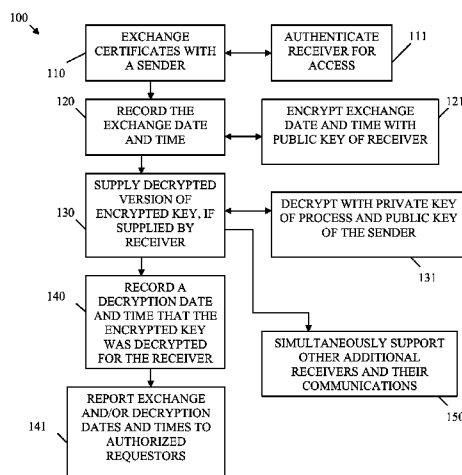 100
EXCHANGE
CERTIFICATES WITH
A SENDER
110
AUTHENTICATE
RECEIVER FOR
ACCESS
111
120
RECORD THE
EXCHANGE DATE
AND TIME
121
ENCRYPT EXCHANGE
DATE AND TIME WITH
PUBLIC KEY OF RECEIVER
130
SUPPLY DECRYPTED
VERSION OF
ENCRYPTED KEY, IF
SUPPLIED BY
RECEIVER
DECRYPT WITH PRIVATE KEY
OF PROCESS AND PUBLIC KEY
OF THE SENDER
131
140
RECORD A
DECRYPTION DATE
AND TIME THAT THE
ENCRYPTED KEY
WAS DECRYPTED
FOR THE RECEIVER
SIMULTANEOUSLY SUPPORT
OTHER ADDITIONAL
RECEIVERS AND THEIR
COMMUNICATIONS
150
141
REPORT EXCHANGE
AND/OR DECRYPTION
DATES AND TIMES TO
AUTHORIZED
REQUESTORS